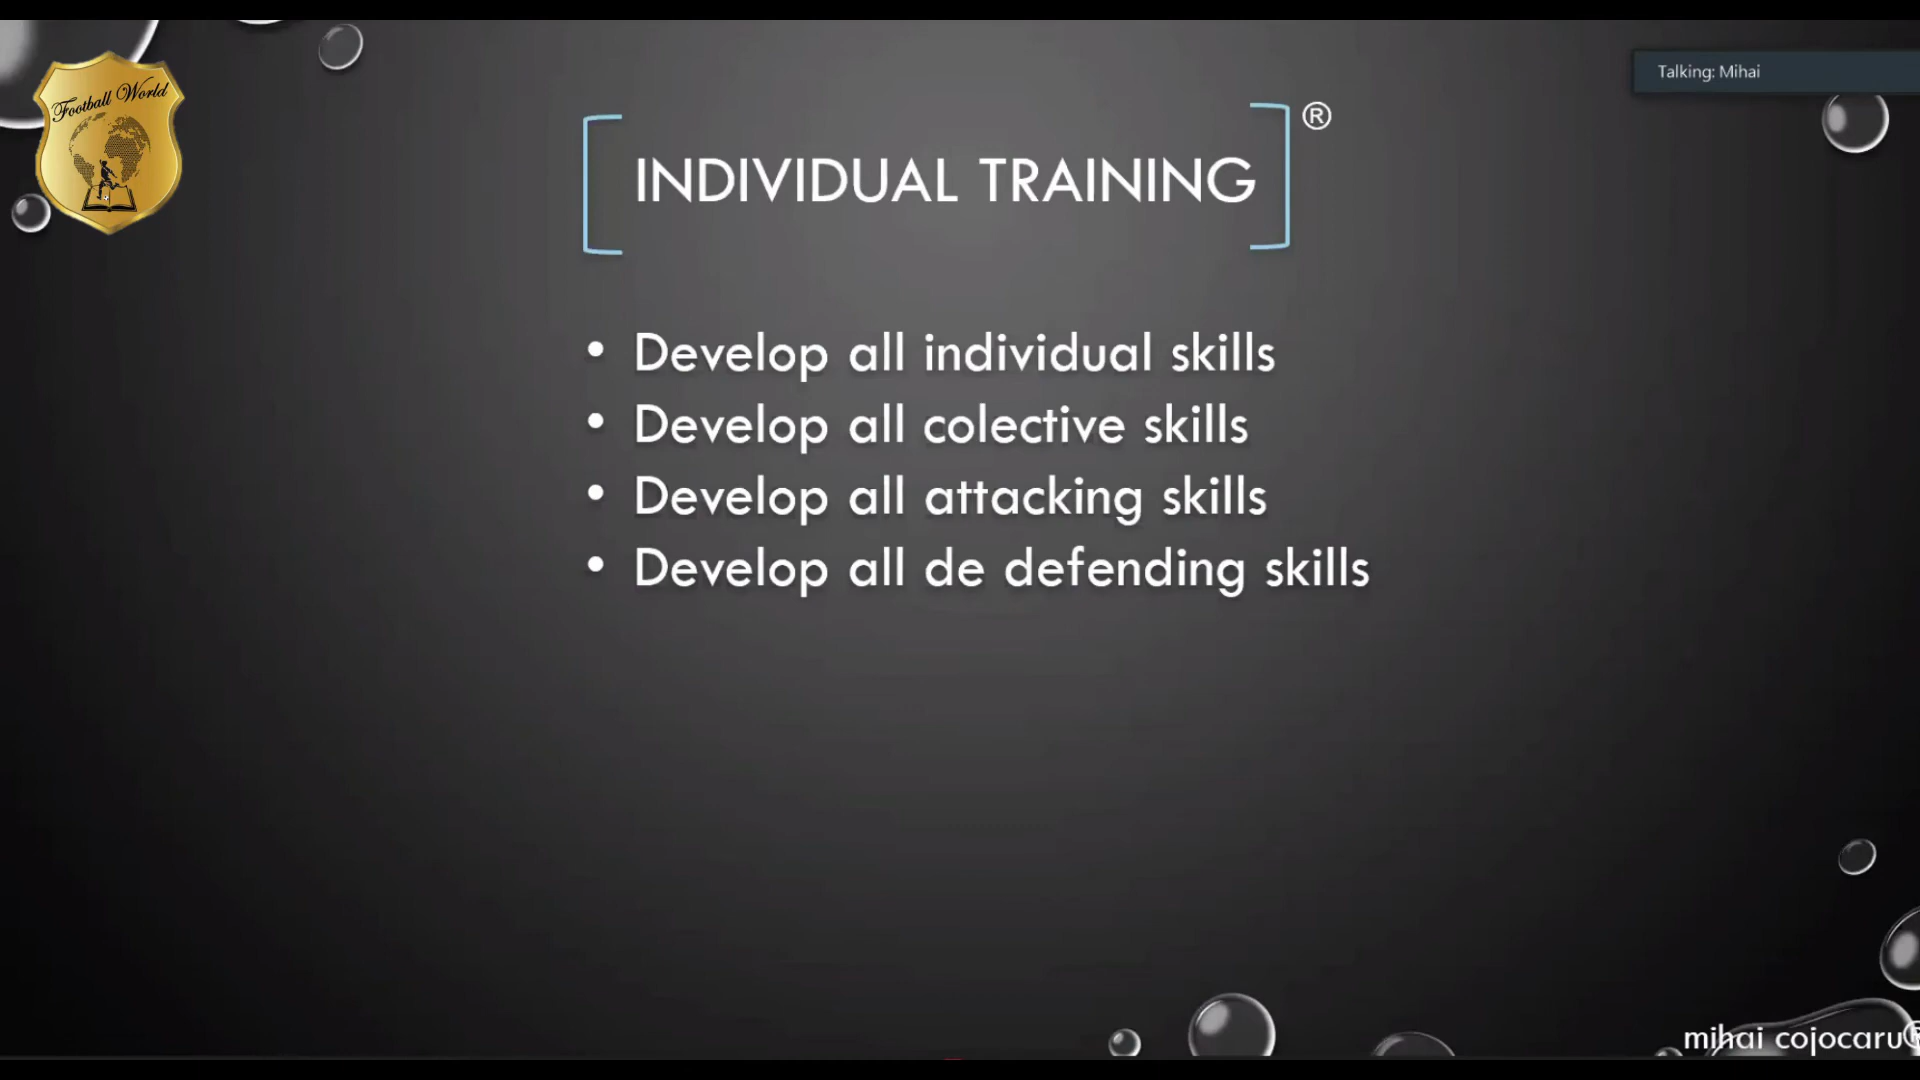 Football World
Talking: Mihai
INDIVIDUAL TRAINING ®
• Develop all individual skills
• Develop all colective skills
• Develop all attacking skills
• Develop all de defending skills
mihai cojocaru®